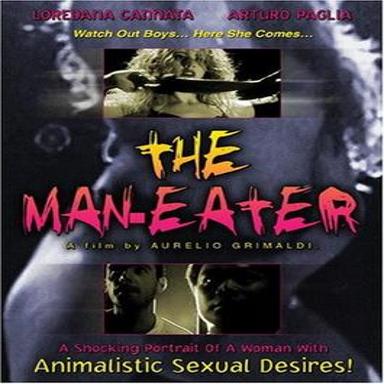 LOREDANA CANNATA ARTURO PAGLIA
Watch Out Boys... Here She Comes...
THE
MAN-EATER
A film by AURELIO GRIMALDI
A Shocking Portrait Of A Woman With
Animalistic Sexual Desires!